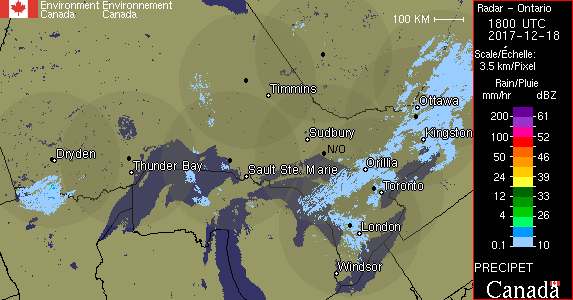 Environment Environnement
Canada Canada
100 KM
Radar - Ontario
1800 UTC
2017-12-18
Scale/Échelle:
3.5 km/Pixel
Rain/Pluie
mm/hr dBZ
200 61
100 52
50 46
24 39
12 33
4 26
0.1 10
PRECIPET
Canada
Timmins
Ottawa
Sudbury
Kingston
N/O
Dryden
Thunder Bay
Sault Ste. Marie
Orillia
Toronto
London
Windsor